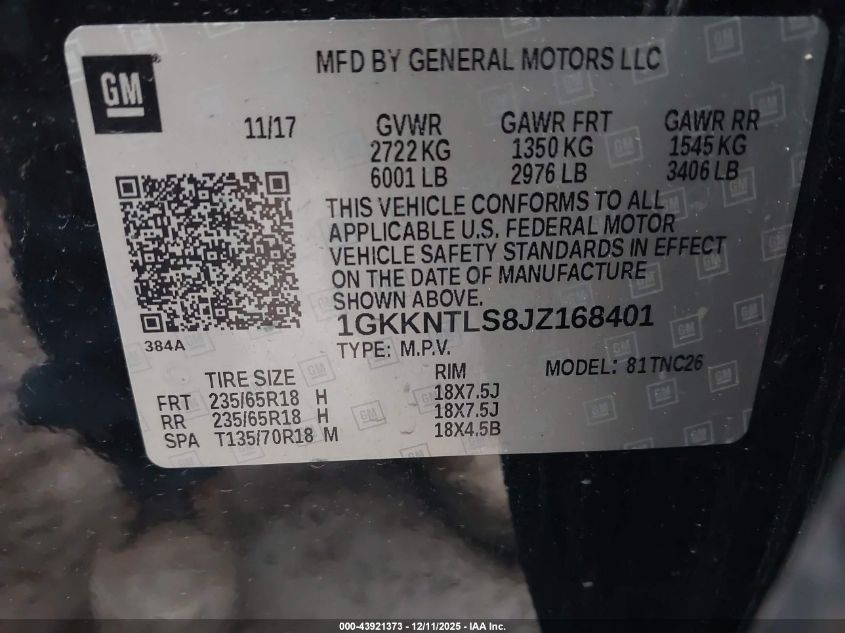 GM
MFD BY GENERAL MOTORS LLC
11/17 GVWR GAWR FRT GAWR RR
2722 KG 1350 KG 1545 KG
6001 LB 2976 LB 3406 LB
THIS VEHICLE CONFORMS TO ALL
APPLICABLE U.S. FEDERAL MOTOR
VEHICLE SAFETY STANDARDS IN EFFECT
ON THE DATE OF MANUFACTURE
SHOWN ABOVE.
384A
1GKKNTLS8JZ168401
TYPE: M.P.V.
MODEL: 81TNC26
TIRE SIZE RIM
FRT 235/65R18 H 18X7.5J
RR 235/65R18 H 18X7.5J
SPA T135/70R18 M 18X4.5B
000-43921373 - 12/11/2025 - IAA Inc.